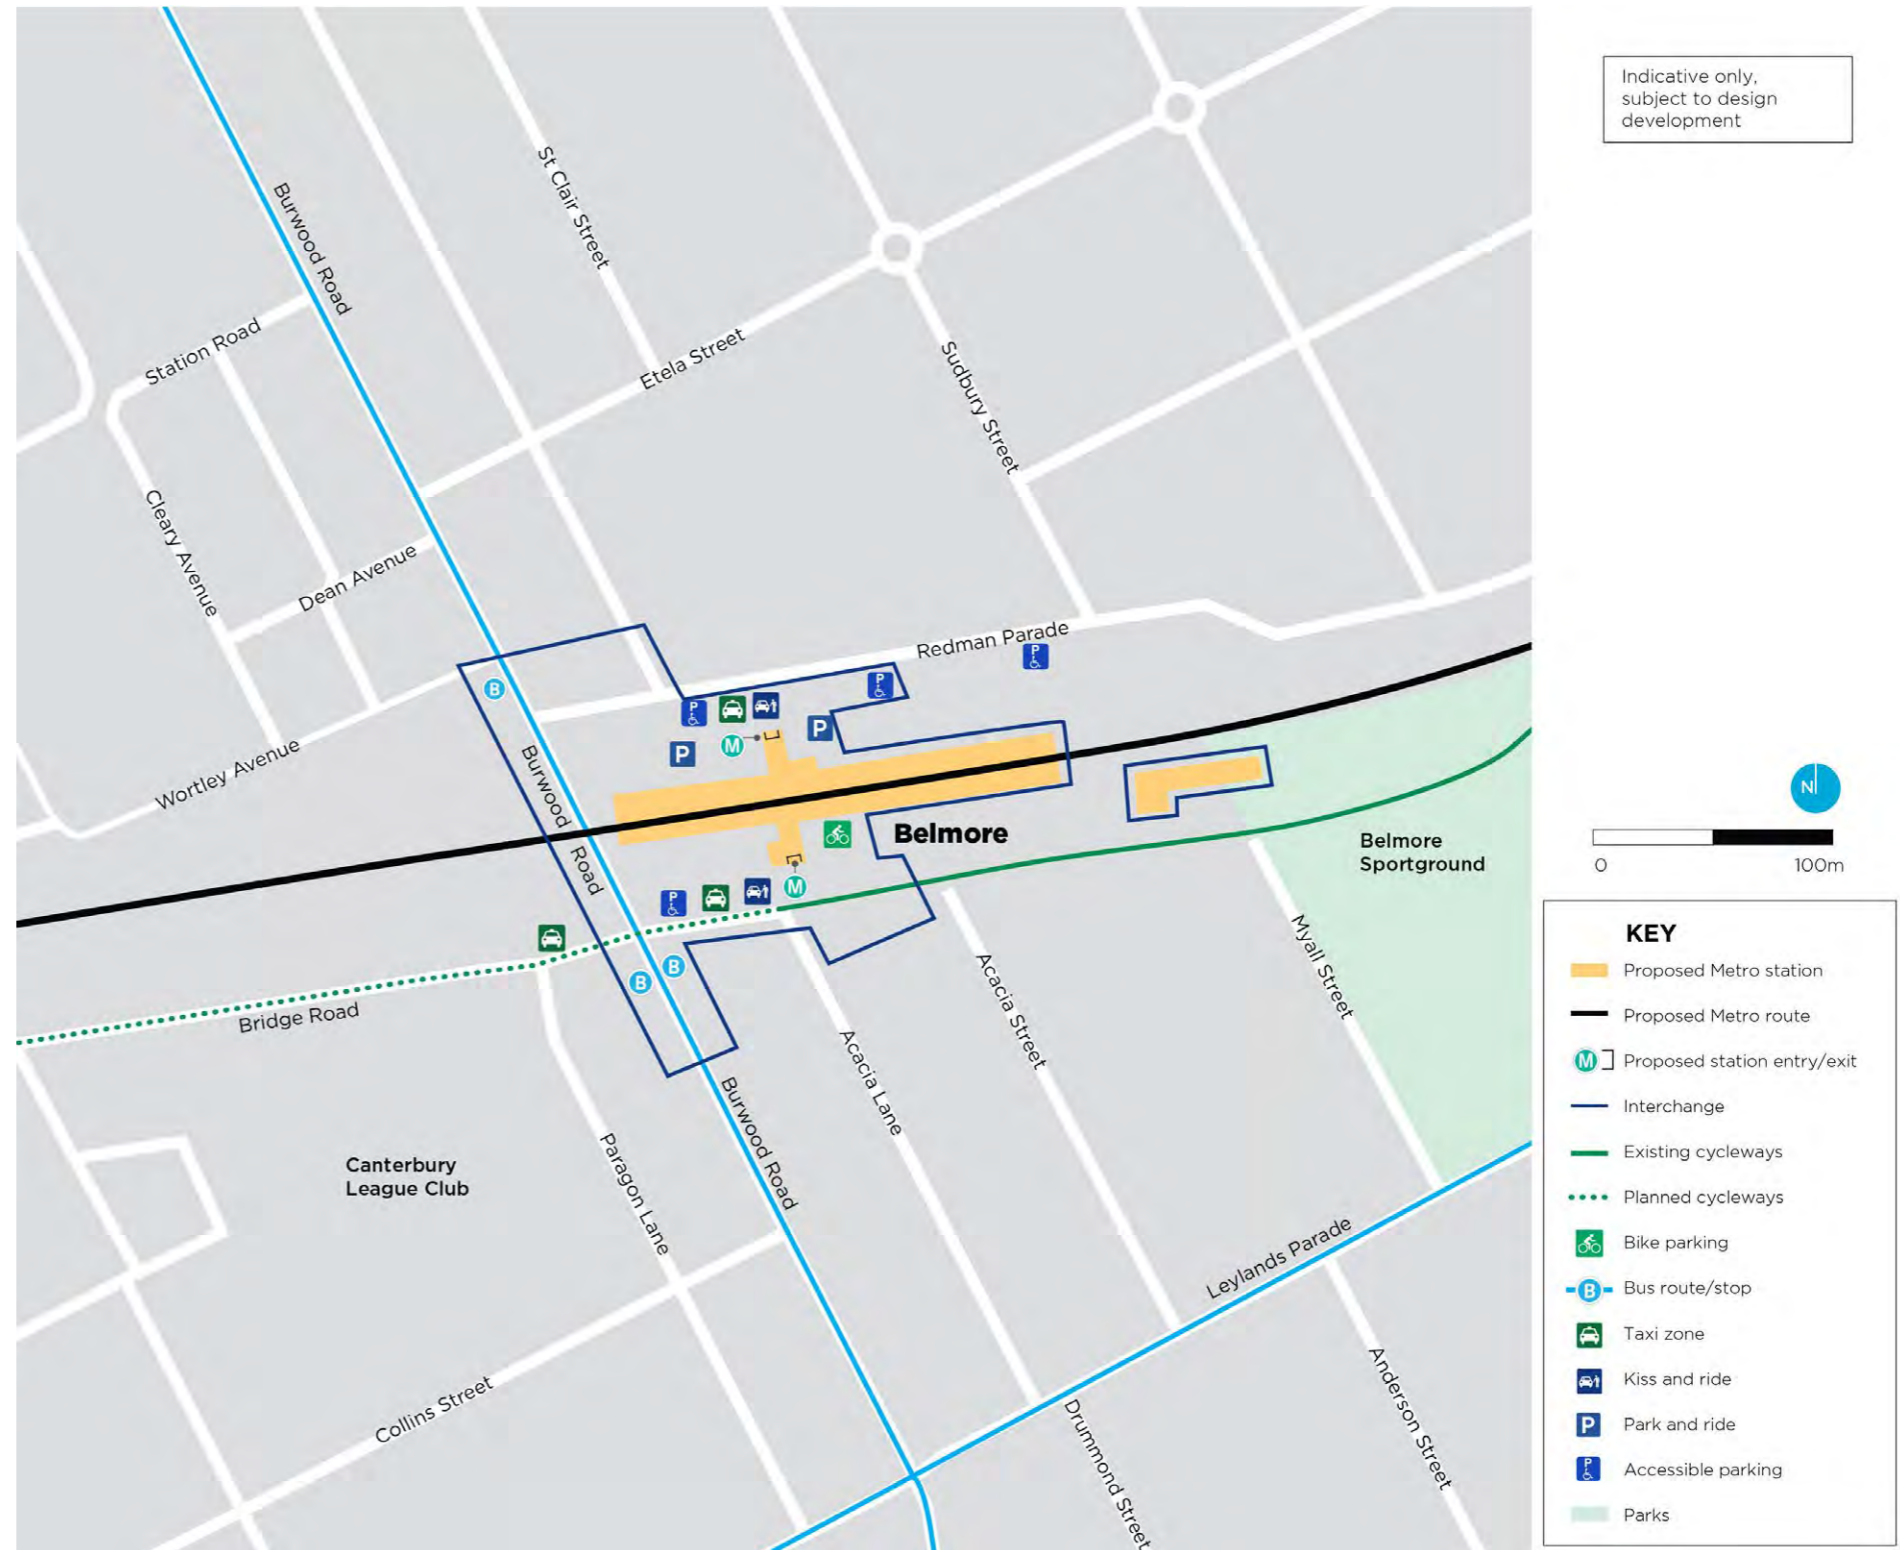 Indicative only,
subject to design
development
St Clair Street
Burwood Road
Station Road
Etela Street
Sudbury Street
Cleary Avenue
Dean Avenue
Redman Parade
P
P
B
P
P
M
P
Wortley Avenue
Burwood
Road
Belmore
Belmore
Sportground
M
P
B
B
Bridge Road
Acacia Street
Myall Street
Acacia Lane
Burwood Road
Paragon Lane
Canterbury
League Club
Leylands Parade
Collins Street
Drummond Street
Anderson Street
N
0 100m
KEY
Proposed Metro station
Proposed Metro route
M Proposed station entry/exit
Interchange
Existing cycleways
Planned cycleways
Bike parking
B Bus route/stop
Taxi zone
Kiss and ride
P Park and ride
P Accessible parking
Parks